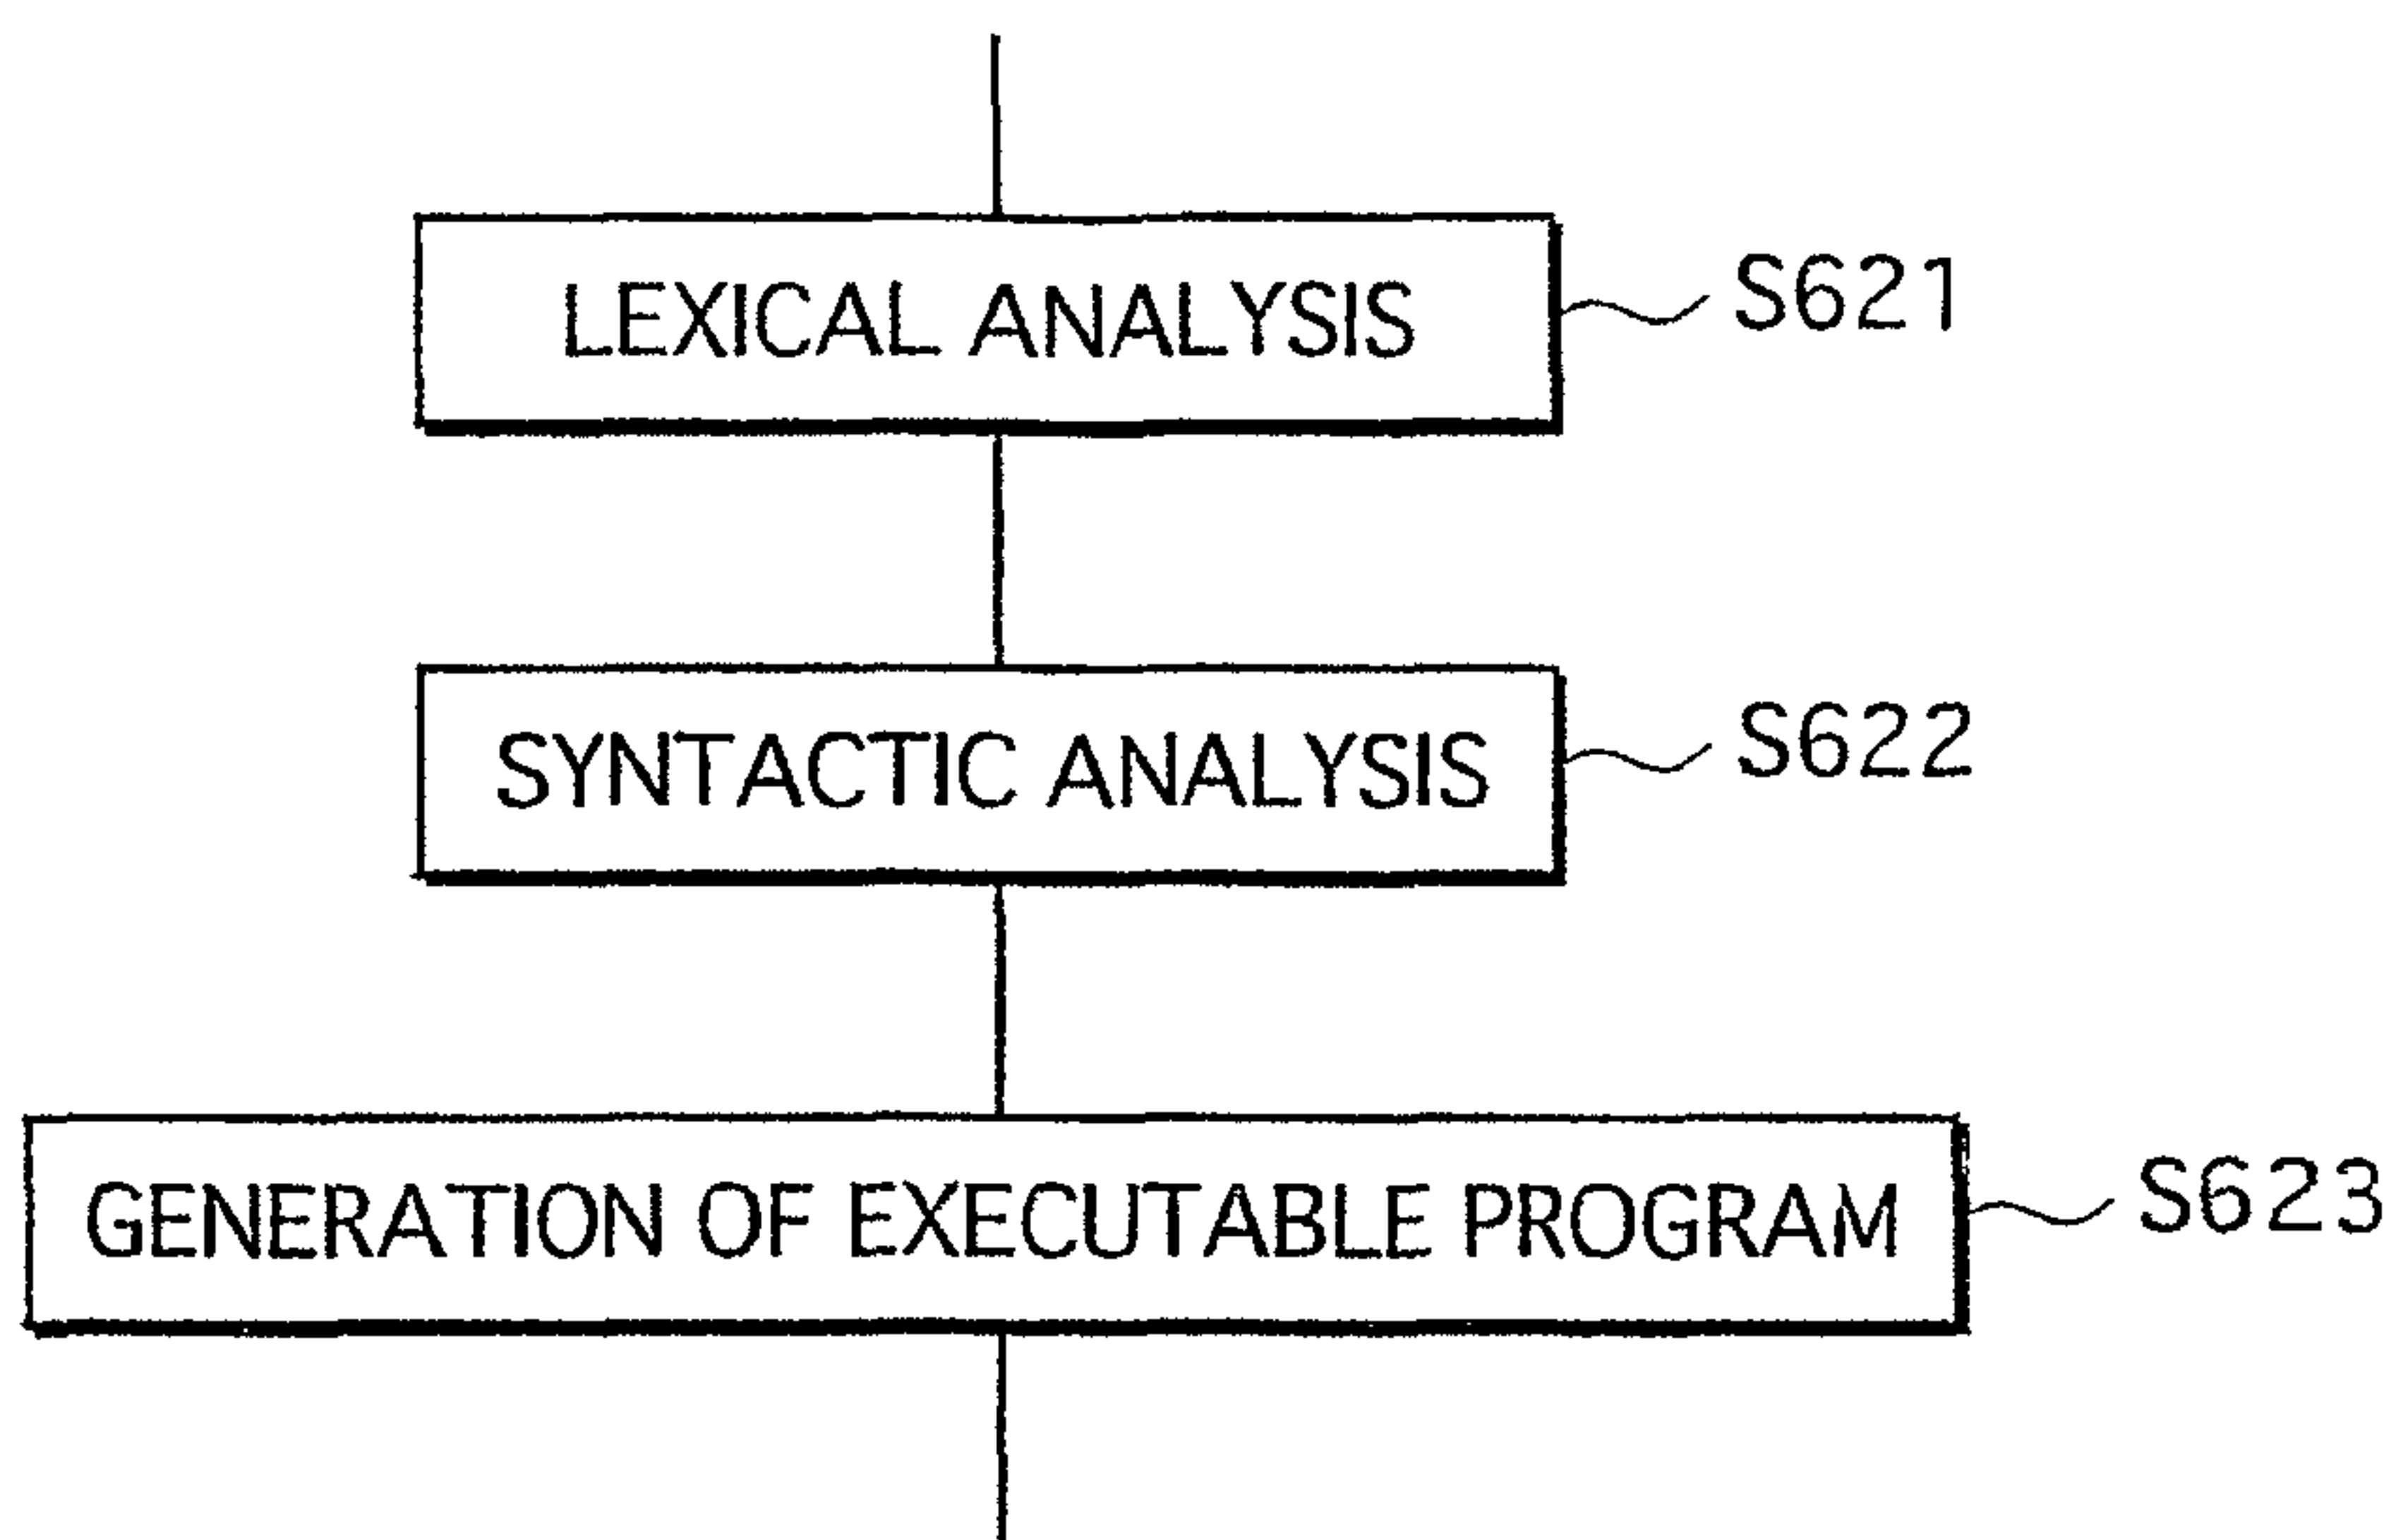 LEXICAL ANALYSIS S621
SYNTACTIC ANALYSIS S622
GENERATION OF EXECUTABLE PROGRAM S623